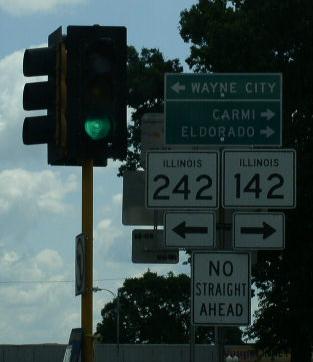 ← WAYNE CITY
CARMI →
ELDORADO →
ILLINOIS
242
ILLINOIS
142
NO
STRAIGHT
AHEAD